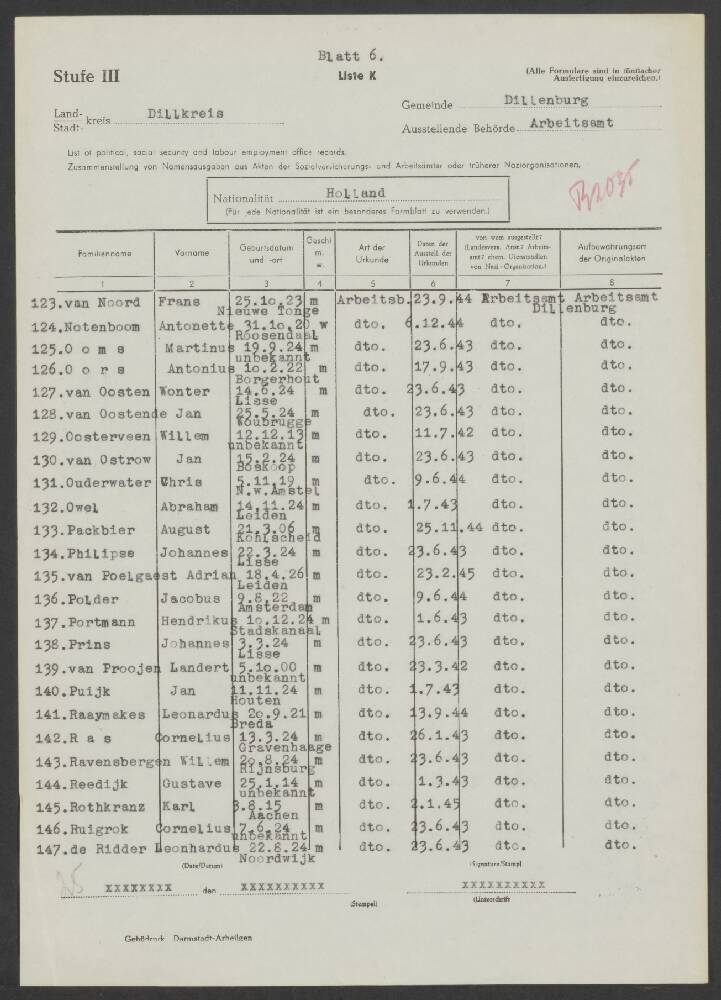 Blatt 6.
Stufe III
Liste K
(Alle Formulare sind in facher Ausfertigung einzureichen.)
Land- Stadt- kreis Dillkreis
Gemeinde Dillenburg
Ausstellende Behörde Arbeitsamt
List of political, social security and labour employment office records.
Zusammenstellung von Namensausgaben aus Akten der Sozialversicherungs- und Arbeitsämter oder früherer Naziorganisationen.
Nationalität Holland
(Für jede Nationalität ist ein besonderes Formblatt zu verwenden.)
Familienname Vorname Geburtsdatum und -ort Geschl. m. w. Art der Urkunde Datum der Ausstell. der Urkunden von wem ausgestellt? Aufbewahrungsort der Originalakten
1 2 3 4 5 6 7 8
123.van Noord Frans 25.10.23 m Arbeitsb. 23.9.44 Arbeitsamt Arbeitsamt
Nieuwe Tonge Dillenburg
124.Notenboom Antonette 31.10.20 w dto. 6.12.44 dto. dto.
Roosendaal
125.O o m s Martinus 19.9.24 m dto. 23.6.43 dto. dto.
unbekannt
126.O o r s Antonius 10.2.22 m dto. 17.9.43 dto. dto.
Borgerhout
127.van Oosten Wonter 14.6.24 m dto. 23.6.43 dto. dto.
Lisse
128.van Oostende Jan 25.5.24 m dto. 23.6.43 dto. dto.
Woubrugge
129.Oosterveen Willem 12.12.13 m dto. 11.7.42 dto. dto.
unbekannt
130.van Ostrow Jan 15.2.24 m dto. 23.6.43 dto. dto.
Boskoop
131.Ouderwater Chris 5.11.19 m dto. 9.6.44 dto. dto.
N.w.Amstel
132.Owel Abraham 14.11.24 m dto. 1.7.43 dto. dto.
Leiden
133.Packbier August 21.3.06 m dto. 25.11.44 dto. dto.
Kohlscheid
134.Philipse Johannes 22.3.24 m dto. 23.6.43 dto. dto.
Lisse
135.van Poelgaest Adrian 18.4.26 m dto. 23.2.45 dto. dto.
Leiden
136.Polder Jacobus 9.8.22 m dto. 9.6.44 dto. dto.
Amsterdam
137.Portmann Hendrikus 10.12.24 m dto. 1.6.43 dto. dto.
Stadskanaal
138.Prins Johannes 3.3.24 m dto. 23.6.43 dto. dto.
Lisse
139.van Proojen Landert 5.10.00 m dto. 23.3.42 dto. dto.
unbekannt
140.Puijk Jan 11.11.24 m dto. 1.7.43 dto. dto.
Houten
141.Raaymakes Leonardus 20.9.21 m dto. 13.9.44 dto. dto.
Breda
142.R a s Cornelius 13.3.24 m dto. 26.1.43 dto. dto.
Gravenhaage
143.Ravensbergen Willem 20.8.24 m dto. 23.6.43 dto. dto.
Rijnsburg
144.Reedijk Gustave 25.1.14 m dto. 1.3.43 dto. dto.
unbekannt
145.Rothkranz Karl 3.8.15 m dto. 2.1.45 dto. dto.
Aachen
146.Ruigrok Cornelius 7.6.24 m dto. 23.6.43 dto. dto.
unbekannt
147.de Ridder Leonhardus 22.8.24 m dto. 23.6.43 dto. dto.
Noordwijk
(Date/Datum) (Signature/Stamp)
25 xxxxxxxx den xxxxxxxxxx xxxxxxxxxx
(Stempel) (Unterschrift)
Gehödruck Darmstadt-Arheilgen